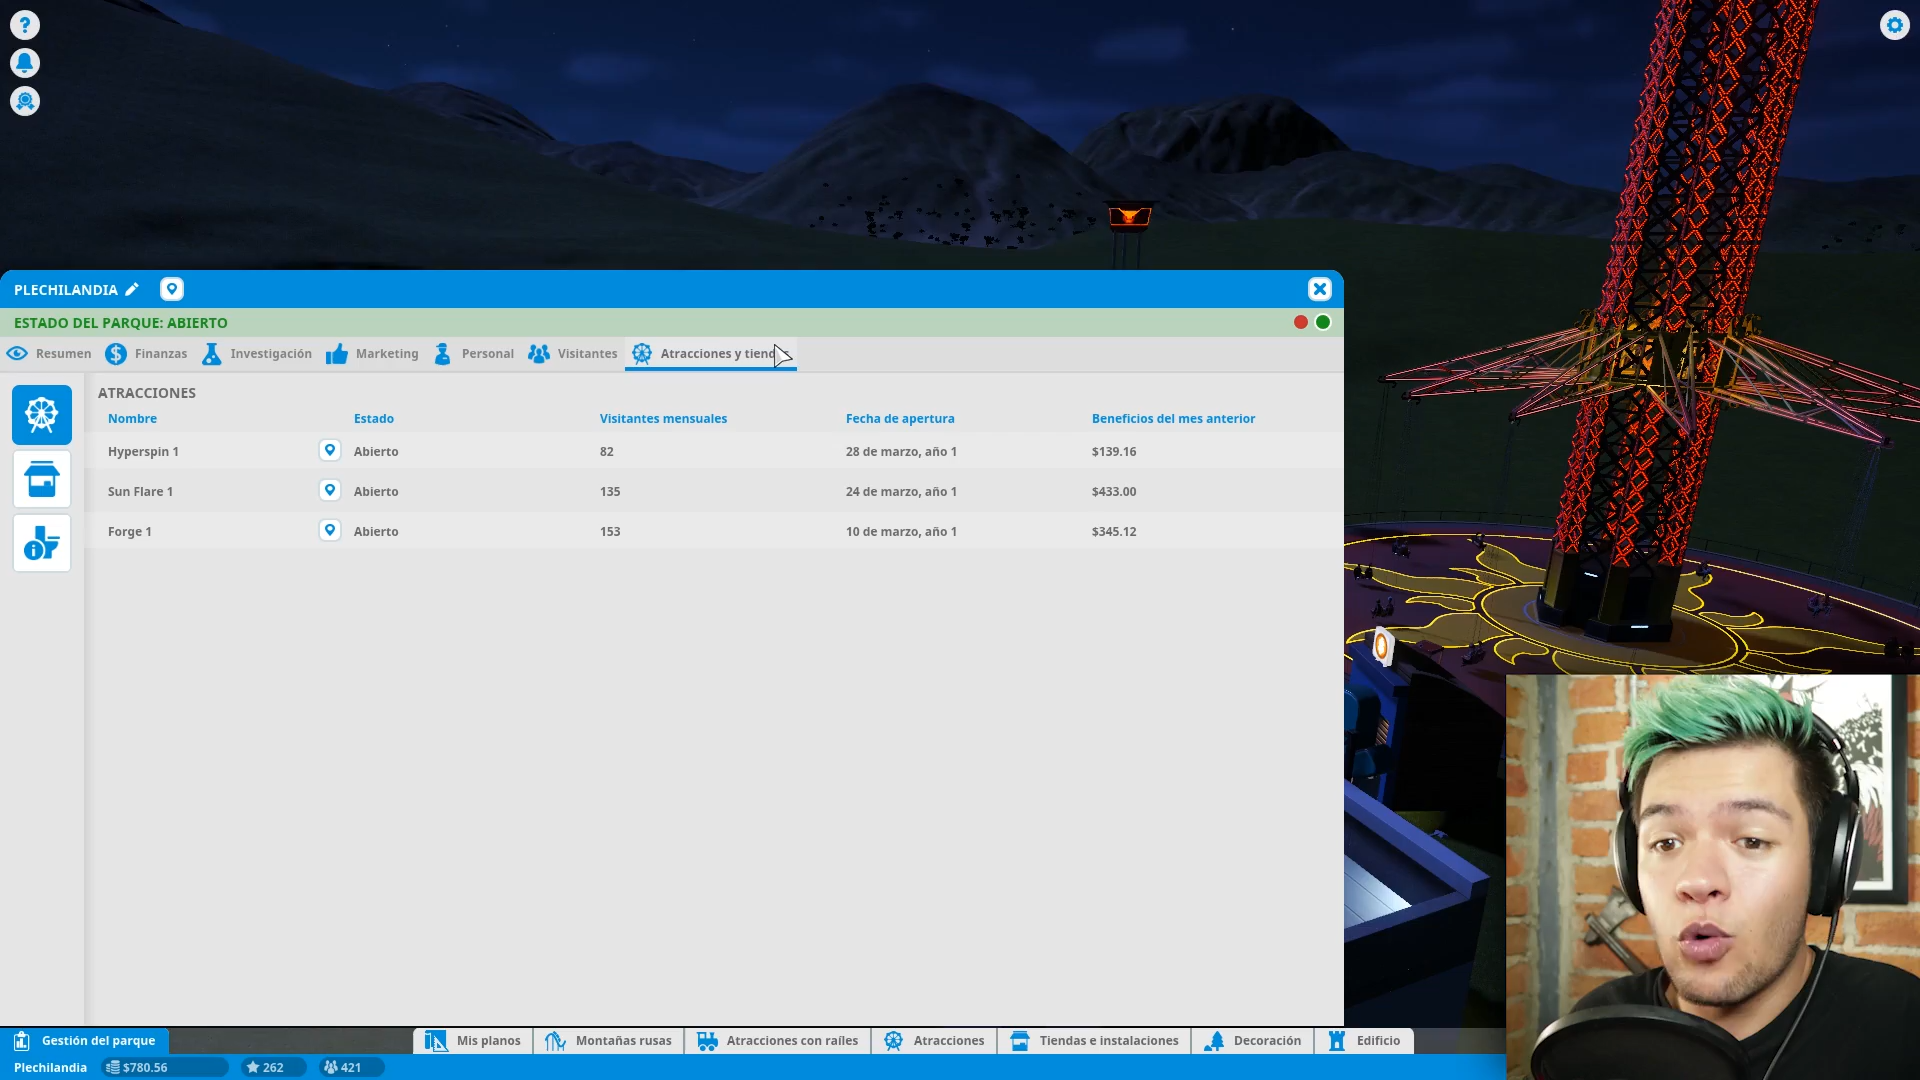 PLECHILANDIA
ESTADO DEL PARQUE: ABIERTO
Resumen Finanzas Investigación Marketing Personal Visitantes Atracciones y
ATRACCIONES
Nombre Estado Visitantes mensuales Fecha de apertura Beneficios del mes anterior
Hyperspin 1 Abierto 82 28 de marzo, año 1 $139.16
Sun Flare 1 Abierto 135 24 de marzo, año 1 $433.00
Forge 1 Abierto 153 10 de marzo, año 1 $345.12
Gestión del parque Mis planos Montañas rusas Atracciones con raíles Atracciones Tiendas e instalaciones Decoración Edificio
Plechilandia $780.56 262 421